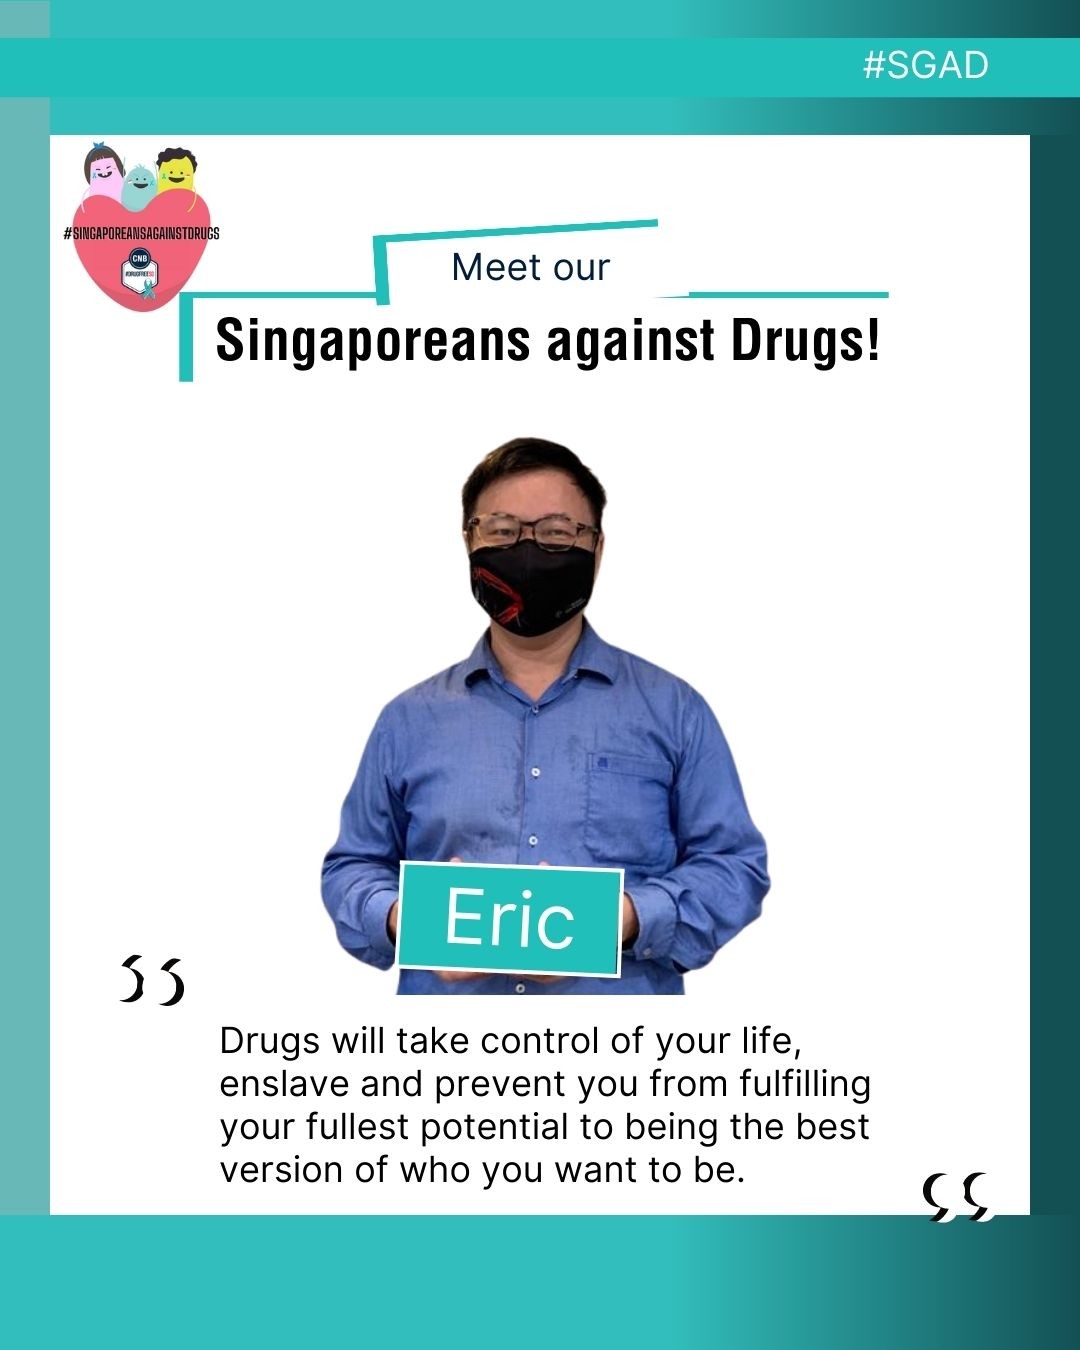 #SGAD
#SINGAPOREANSAGAINSTDRUGS
CNB
#DRUGFREESG
Meet our
Singaporeans against Drugs!
Eric
Drugs will take control of your life,
enslave and prevent you from fulfilling
your fullest potential to being the best
version of who you want to be.